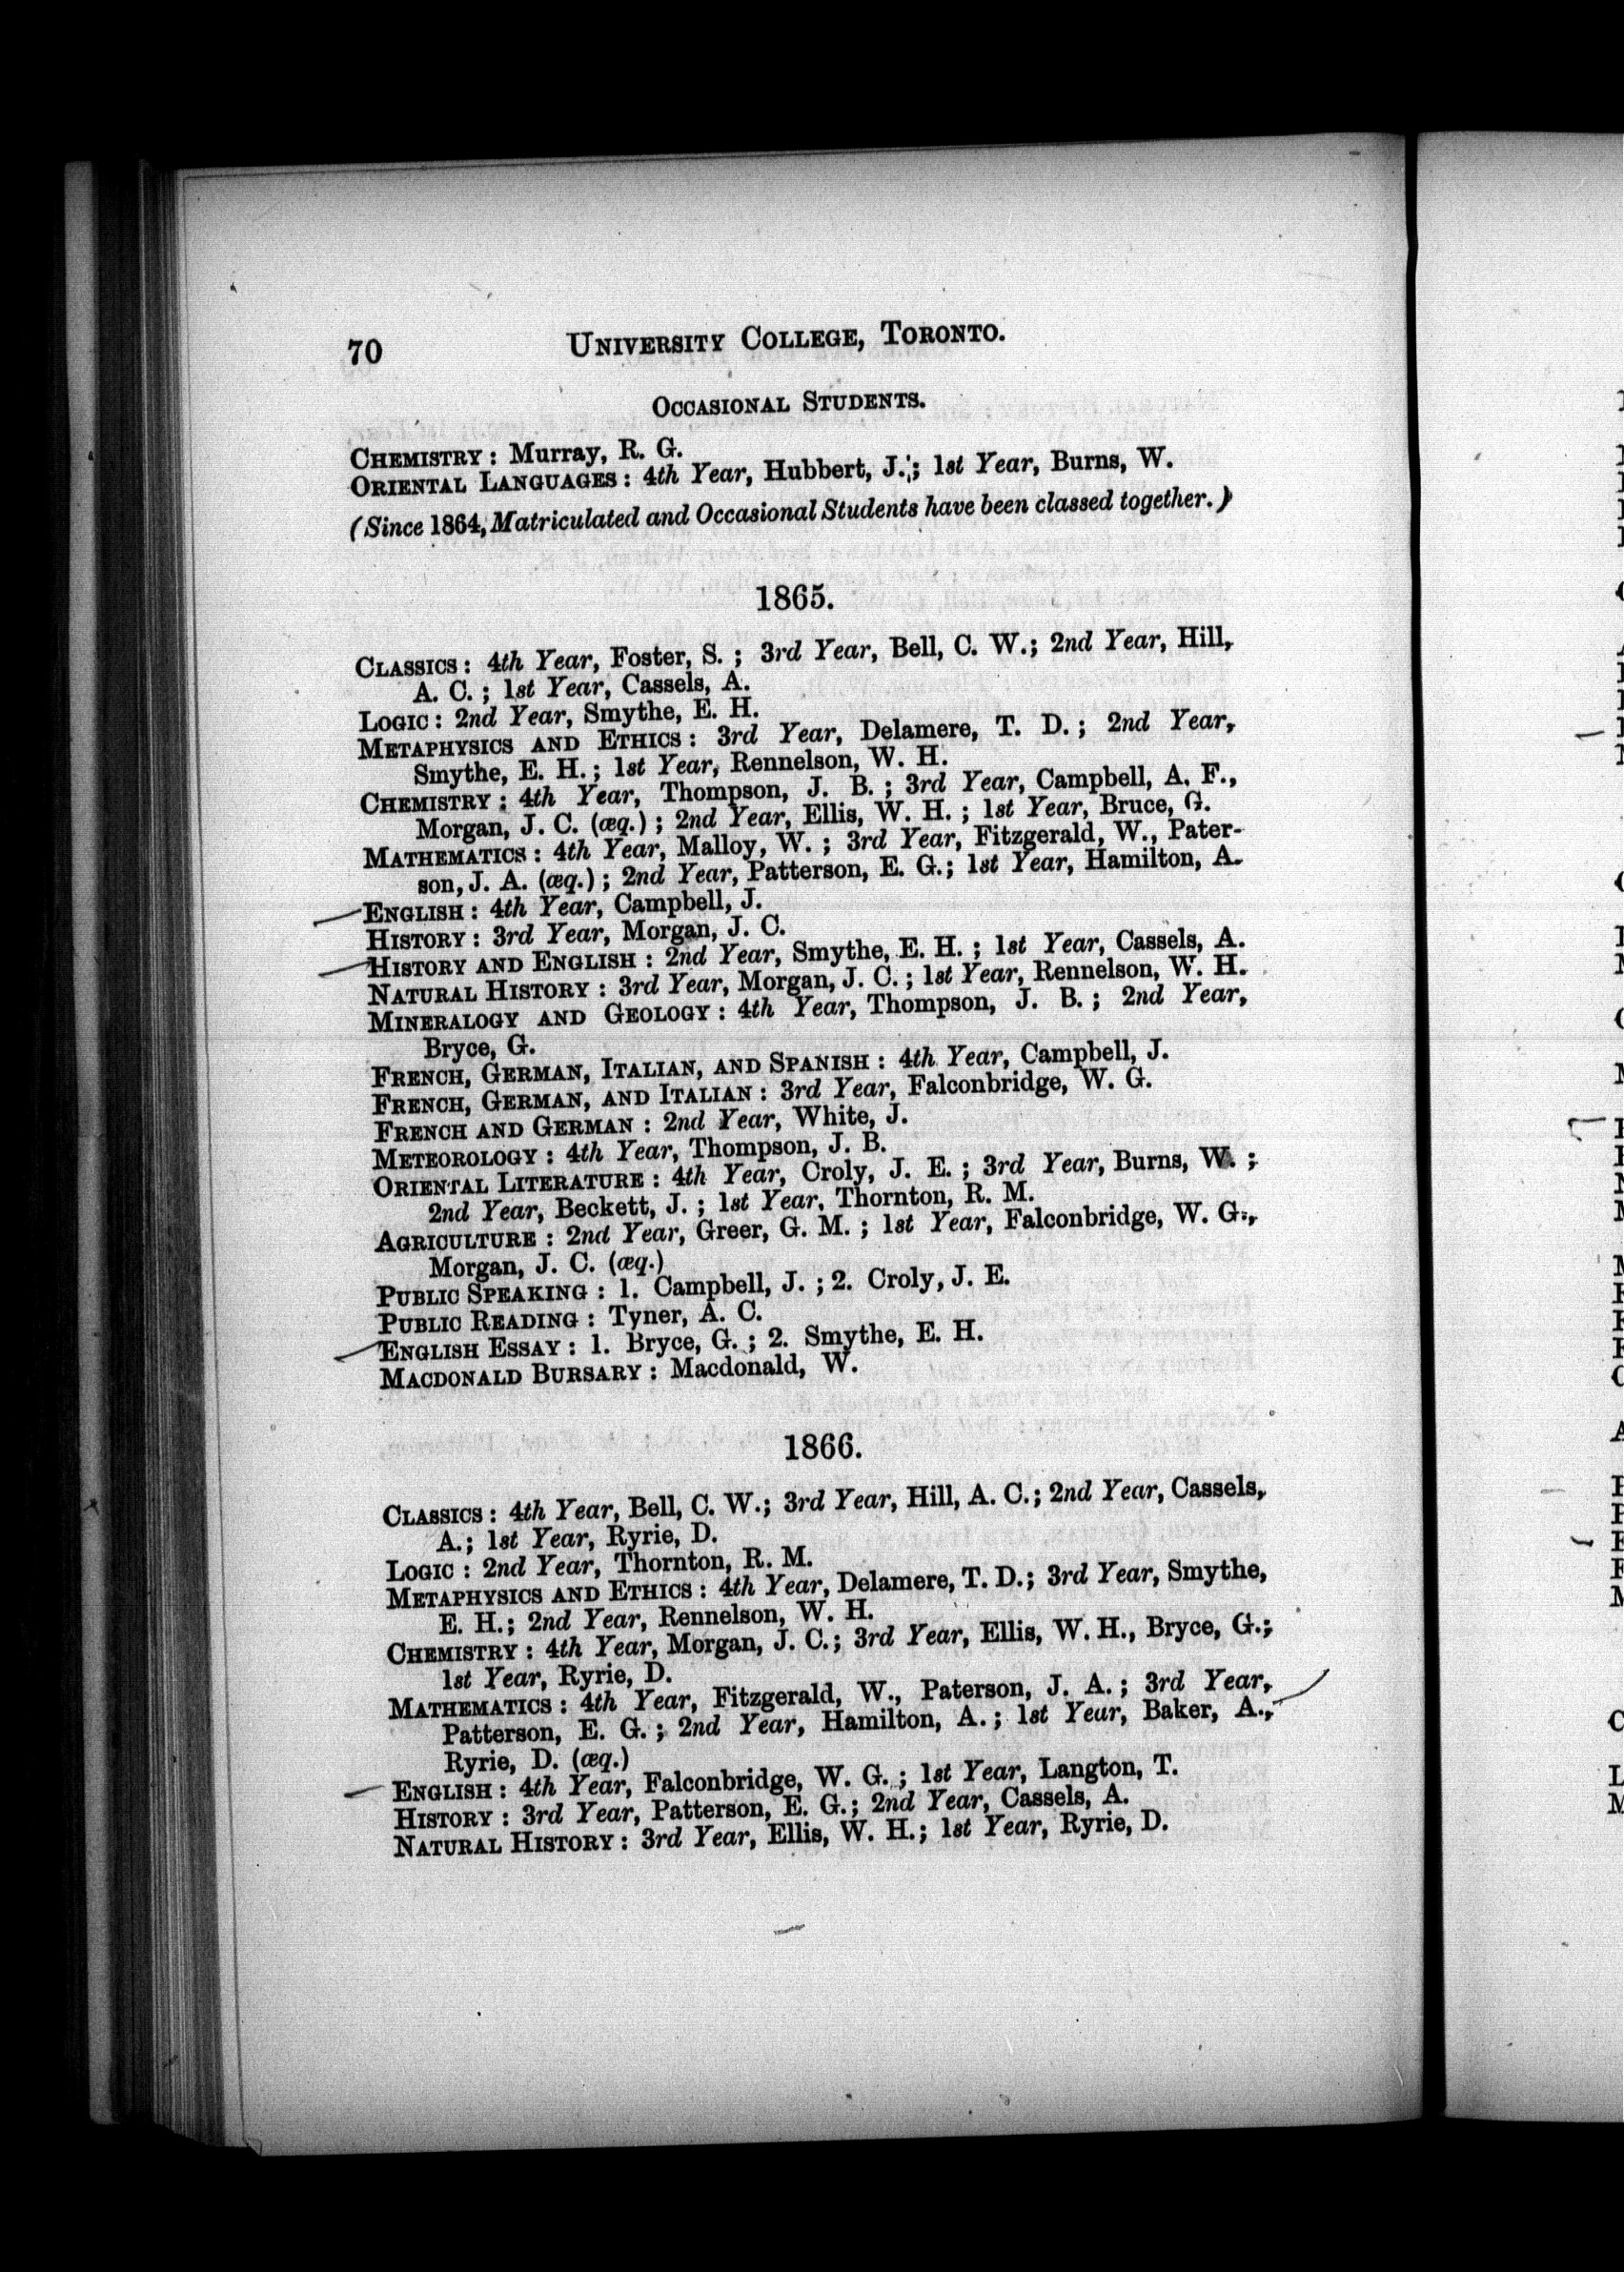 70
UNIVERSITY COLLEGE, TORONTO.
OCCASIONAL STUDENTS.
CHEMISTRY: Murray, R. G.
ORIENTAL LANGUAGES: 4th Year, Hubbert, J.; 1st Year, Burns, W.
(Since 1864, Matriculated and Occasional Students have been classed together.)
1865.
CLASSICS: 4th Year, Foster, S.; 3rd Year, Bell, C. W.; 2nd Year, Hill,
A. C.; 1st Year, Cassels, A.
LOGIC: 2nd Year, Smythe, E. H.
METAPHYSICS AND ETHICS: 3rd Year, Delamere, T. D.; 2nd Year,
Smythe, E. H.; 1st Year, Rennelson, W. H.
CHEMISTRY: 4th Year, Thompson, J. B.; 3rd Year, Campbell, A. F.,
Morgan, J. C. (æq.); 2nd Year, Ellis, W. H.; 1st Year, Bruce, G.
MATHEMATICS: 4th Year, Malloy, W.; 3rd Year, Fitzgerald, W., Pater-
son, J. A. (æq.); 2nd Year, Patterson, E. G.; 1st Year, Hamilton, A.
ENGLISH: 4th Year, Campbell, J.
HISTORY: 3rd Year, Morgan, J. C.
HISTORY AND ENGLISH: 2nd Year, Smythe, E. H.; 1st Year, Cassels, A.
NATURAL HISTORY: 3rd Year, Morgan, J. C.; 1st Year, Rennelson, W. H.
MINERALOGY AND GEOLOGY: 4th Year, Thompson, J. B.; 2nd Year,
Bryce, G.
FRENCH, GERMAN, ITALIAN, AND SPANISH: 4th Year, Campbell, J.
FRENCH, GERMAN, AND ITALIAN: 3rd Year, Falconbridge, W. G.
FRENCH AND GERMAN: 2nd Year, White, J.
METEOROLOGY: 4th Year, Thompson, J. B.
ORIENTAL LITERATURE: 4th Year, Croly, J. E.; 3rd Year, Burns, W.;
2nd Year, Beckett, J.; 1st Year, Thornton, R. M.
AGRICULTURE: 2nd Year, Greer, G. M.; 1st Year, Falconbridge, W. G.,
Morgan, J. C. (æq.)
PUBLIC SPEAKING: 1. Campbell, J.; 2. Croly, J. E.
PUBLIC READING: Tyner, A. C.
ENGLISH ESSAY: 1. Bryce, G.; 2. Smythe, E. H.
MACDONALD BURSARY: Macdonald, W.
1866.
CLASSICS: 4th Year, Bell, C. W.; 3rd Year, Hill, A. C.; 2nd Year, Cassels,
A.; 1st Year, Ryrie, D.
LOGIC: 2nd Year, Thornton, R. M.
METAPHYSICS AND ETHICS: 4th Year, Delamere, T. D.; 3rd Year, Smythe,
E. H.; 2nd Year, Rennelson, W. H.
CHEMISTRY: 4th Year, Morgan, J. C.; 3rd Year, Ellis, W. H., Bryce, G.;
1st Year, Ryrie, D.
MATHEMATICS: 4th Year, Fitzgerald, W., Paterson, J. A.; 3rd Year,
Patterson, E. G.; 2nd Year, Hamilton, A.; 1st Year, Baker, A.,
Ryrie, D. (æq.)
ENGLISH: 4th Year, Falconbridge, W. G.; 1st Year, Langton, T.
HISTORY: 3rd Year, Patterson, E. G.; 2nd Year, Cassels, A.
NATURAL HISTORY: 3rd Year, Ellis, W. H.; 1st Year, Ryrie, D.